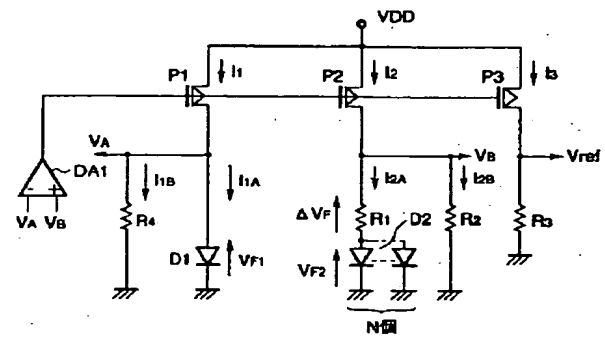 VDD
P1 I1 P2 I2 P3 I3
VA VB Vref
DA1 I1B I1A I2A I2B
- +
VA VB R4 ΔVF R1 D2 R2 R3
D1 VF1 VF2
N個